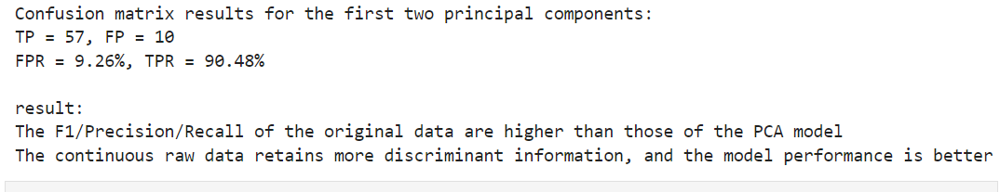 Confusion matrix results for the first two principal components:
TP = 57, FP = 10
FPR = 9.26%, TPR = 90.48%
result:
The F1/Precision/Recall of the original data are higher than those of the PCA model
The continuous raw data retains more discriminant information, and the model performance is better